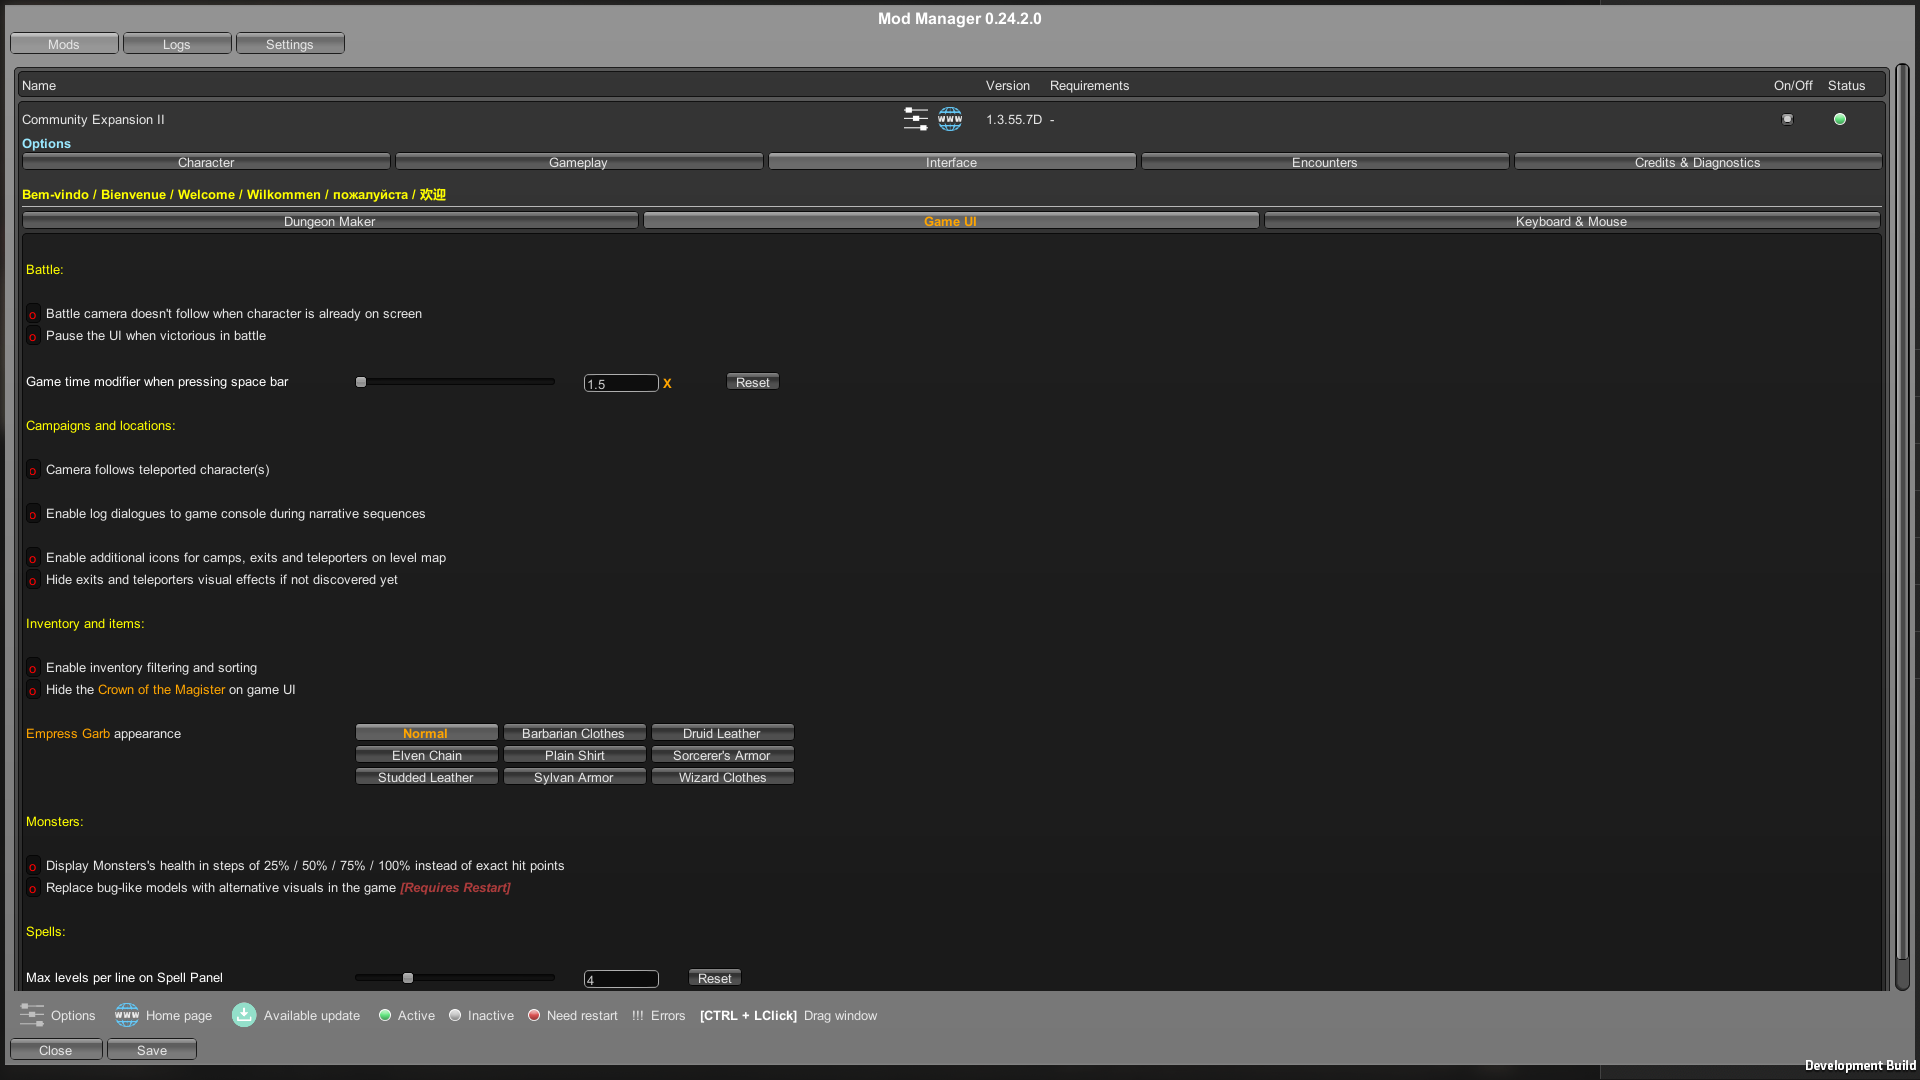 Mod Manager 0.24.2.0
Mods Logs Settings
Name Version Requirements On/Off Status
Community Expansion II www 1.3.55.7D - 
Options
Character Gameplay Interface Encounters Credits & Diagnostics
Bem-vindo / Bienvenue / Welcome / Wilkommen / пожалуйста / 欢迎
Dungeon Maker Game UI Keyboard & Mouse
Battle:
o Battle camera doesn't follow when character is already on screen
o Pause the UI when victorious in battle
Game time modifier when pressing space bar 1.5 X Reset
Campaigns and locations:
o Camera follows teleported character(s)
o Enable log dialogues to game console during narrative sequences
o Enable additional icons for camps, exits and teleporters on level map
o Hide exits and teleporters visual effects if not discovered yet
Inventory and items:
o Enable inventory filtering and sorting
o Hide the Crown of the Magister on game UI
Empress Garb appearance Normal Barbarian Clothes Druid Leather
Elven Chain Plain Shirt Sorcerer's Armor
Studded Leather Sylvan Armor Wizard Clothes
Monsters:
o Display Monsters's health in steps of 25% / 50% / 75% / 100% instead of exact hit points
o Replace bug-like models with alternative visuals in the game [Requires Restart]
Spells:
Max levels per line on Spell Panel 4 Reset
Options www Home page Available update Active Inactive Need restart !!! Errors [CTRL + LClick] Drag window
Close Save
Development Build